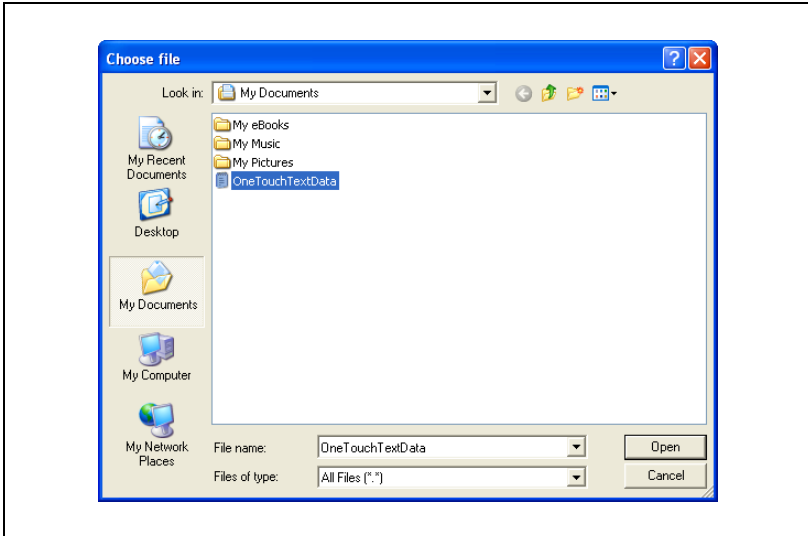 Choose file
Look in:
My Documents
My Recent
Documents
Desktop
My Documents
My Computer
My Network
Places
My eBooks
My Music
My Pictures
OneTouchTextData
File name:
OneTouchTextData
Open
Files of type:
All Files (*.*)
Cancel